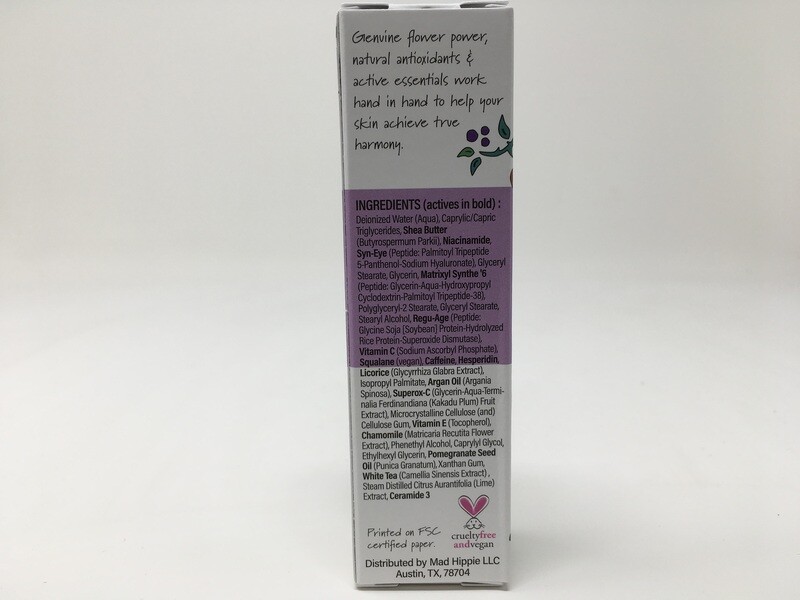 Genuine flower power,
natural antioxidants &
active essentials work
hand in hand to help your
skin achieve true
harmony.
INGREDIENTS (actives in bold) :
Deionized Water (Aqua), Caprylic/Capric
Triglycerides, Shea Butter
(Butyrospermum Parkii), Niacinamide,
Syn-Eye (Peptide: Palmitoyl Tripeptide
5-Panthenol-Sodium Hyaluronate), Glyceryl
Stearate, Glycerin, Matrixyl Synthe '6
(Peptide: Glycerin-Aqua-Hydroxypropyl
Cyclodextrin-Palmitoyl Tripeptide-38),
Polyglyceryl-2 Stearate, Glyceryl Stearate,
Stearyl Alcohol, Regu-Age (Peptide:
Glycine Soja [Soybean] Protein-Hydrolyzed
Rice Protein-Superoxide Dismutase),
Vitamin C (Sodium Ascorbyl Phosphate),
Squalane (vegan), Caffeine, Hesperidin,
Licorice (Glycyrrhiza Glabra Extract),
Isopropyl Palmitate, Argan Oil (Argania
Spinosa), Superox-C (Glycerin-Aqua-Termi-
nalia Ferdinandiana (Kakadu Plum) Fruit
Extract), Microcrystalline Cellulose (and)
Cellulose Gum, Vitamin E (Tocopherol),
Chamomile (Matricaria Recutita Flower
Extract), Phenethyl Alcohol, Caprylyl Glycol,
Ethylhexyl Glycerin, Pomegranate Seed
Oil (Punica Granatum), Xanthan Gum,
White Tea (Camellia Sinensis Extract) ,
Steam Distilled Citrus Aurantifolia (Lime)
Extract, Ceramide 3
Printed on FSC
certified paper.
crueltyfree
andvegan
Distributed by Mad Hippie LLC
Austin, TX, 78704